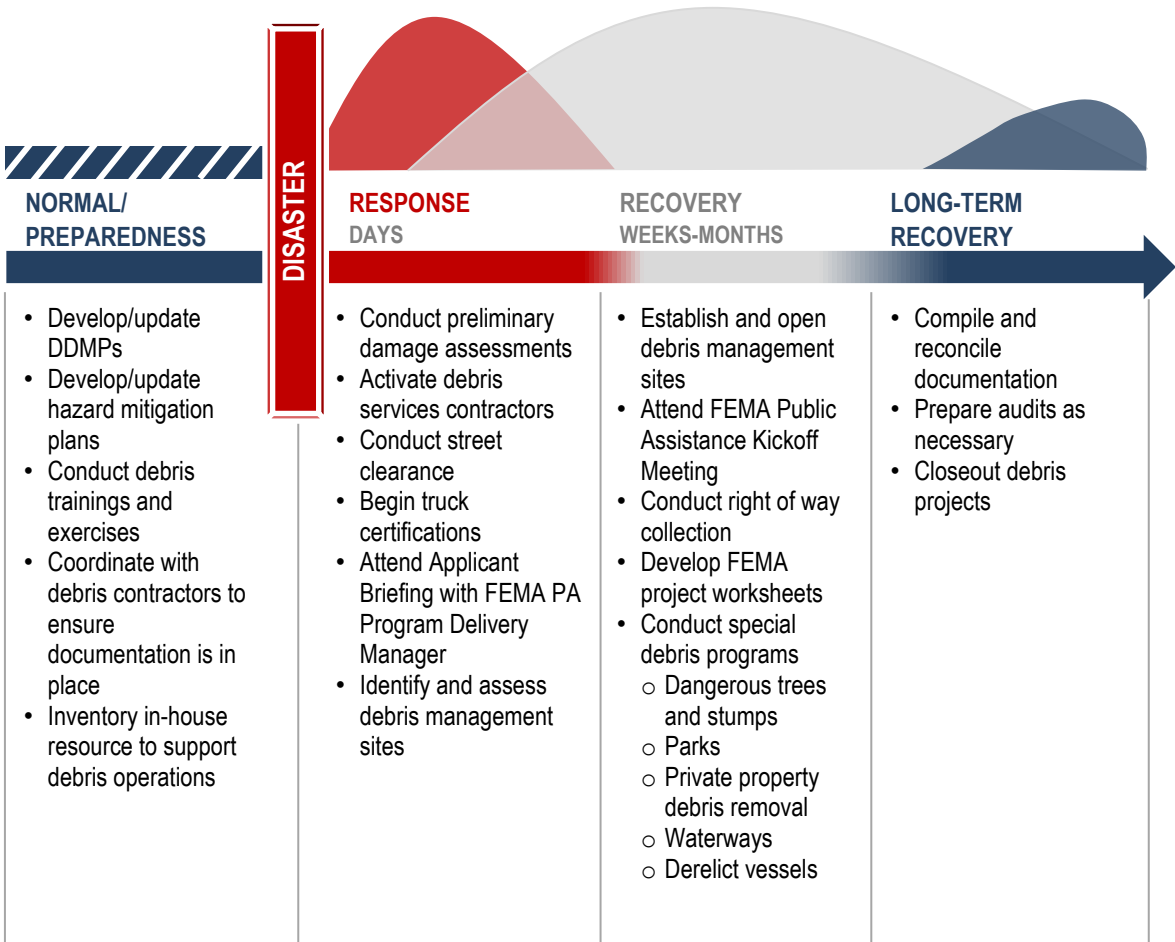 NORMAL/
PREPAREDNESS
DISASTER
RESPONSE
DAYS
RECOVERY
WEEKS-MONTHS
LONG-TERM
RECOVERY
• Develop/update
DDMPs
• Develop/update
hazard mitigation
plans
• Conduct debris
trainings and
exercises
• Coordinate with
debris contractors to
ensure
documentation is in
place
• Inventory in-house
resource to support
debris operations
• Conduct preliminary
damage assessments
• Activate debris
services contractors
• Conduct street
clearance
• Begin truck
certifications
• Attend Applicant
Briefing with FEMA PA
Program Delivery
Manager
• Identify and assess
debris management
sites
• Establish and open
debris management
sites
• Attend FEMA Public
Assistance Kickoff
Meeting
• Conduct right of way
collection
• Develop FEMA
project worksheets
• Conduct special
debris programs
o Dangerous trees
and stumps
o Parks
o Private property
debris removal
o Waterways
o Derelict vessels
• Compile and
reconcile
documentation
• Prepare audits as
necessary
• Closeout debris
projects